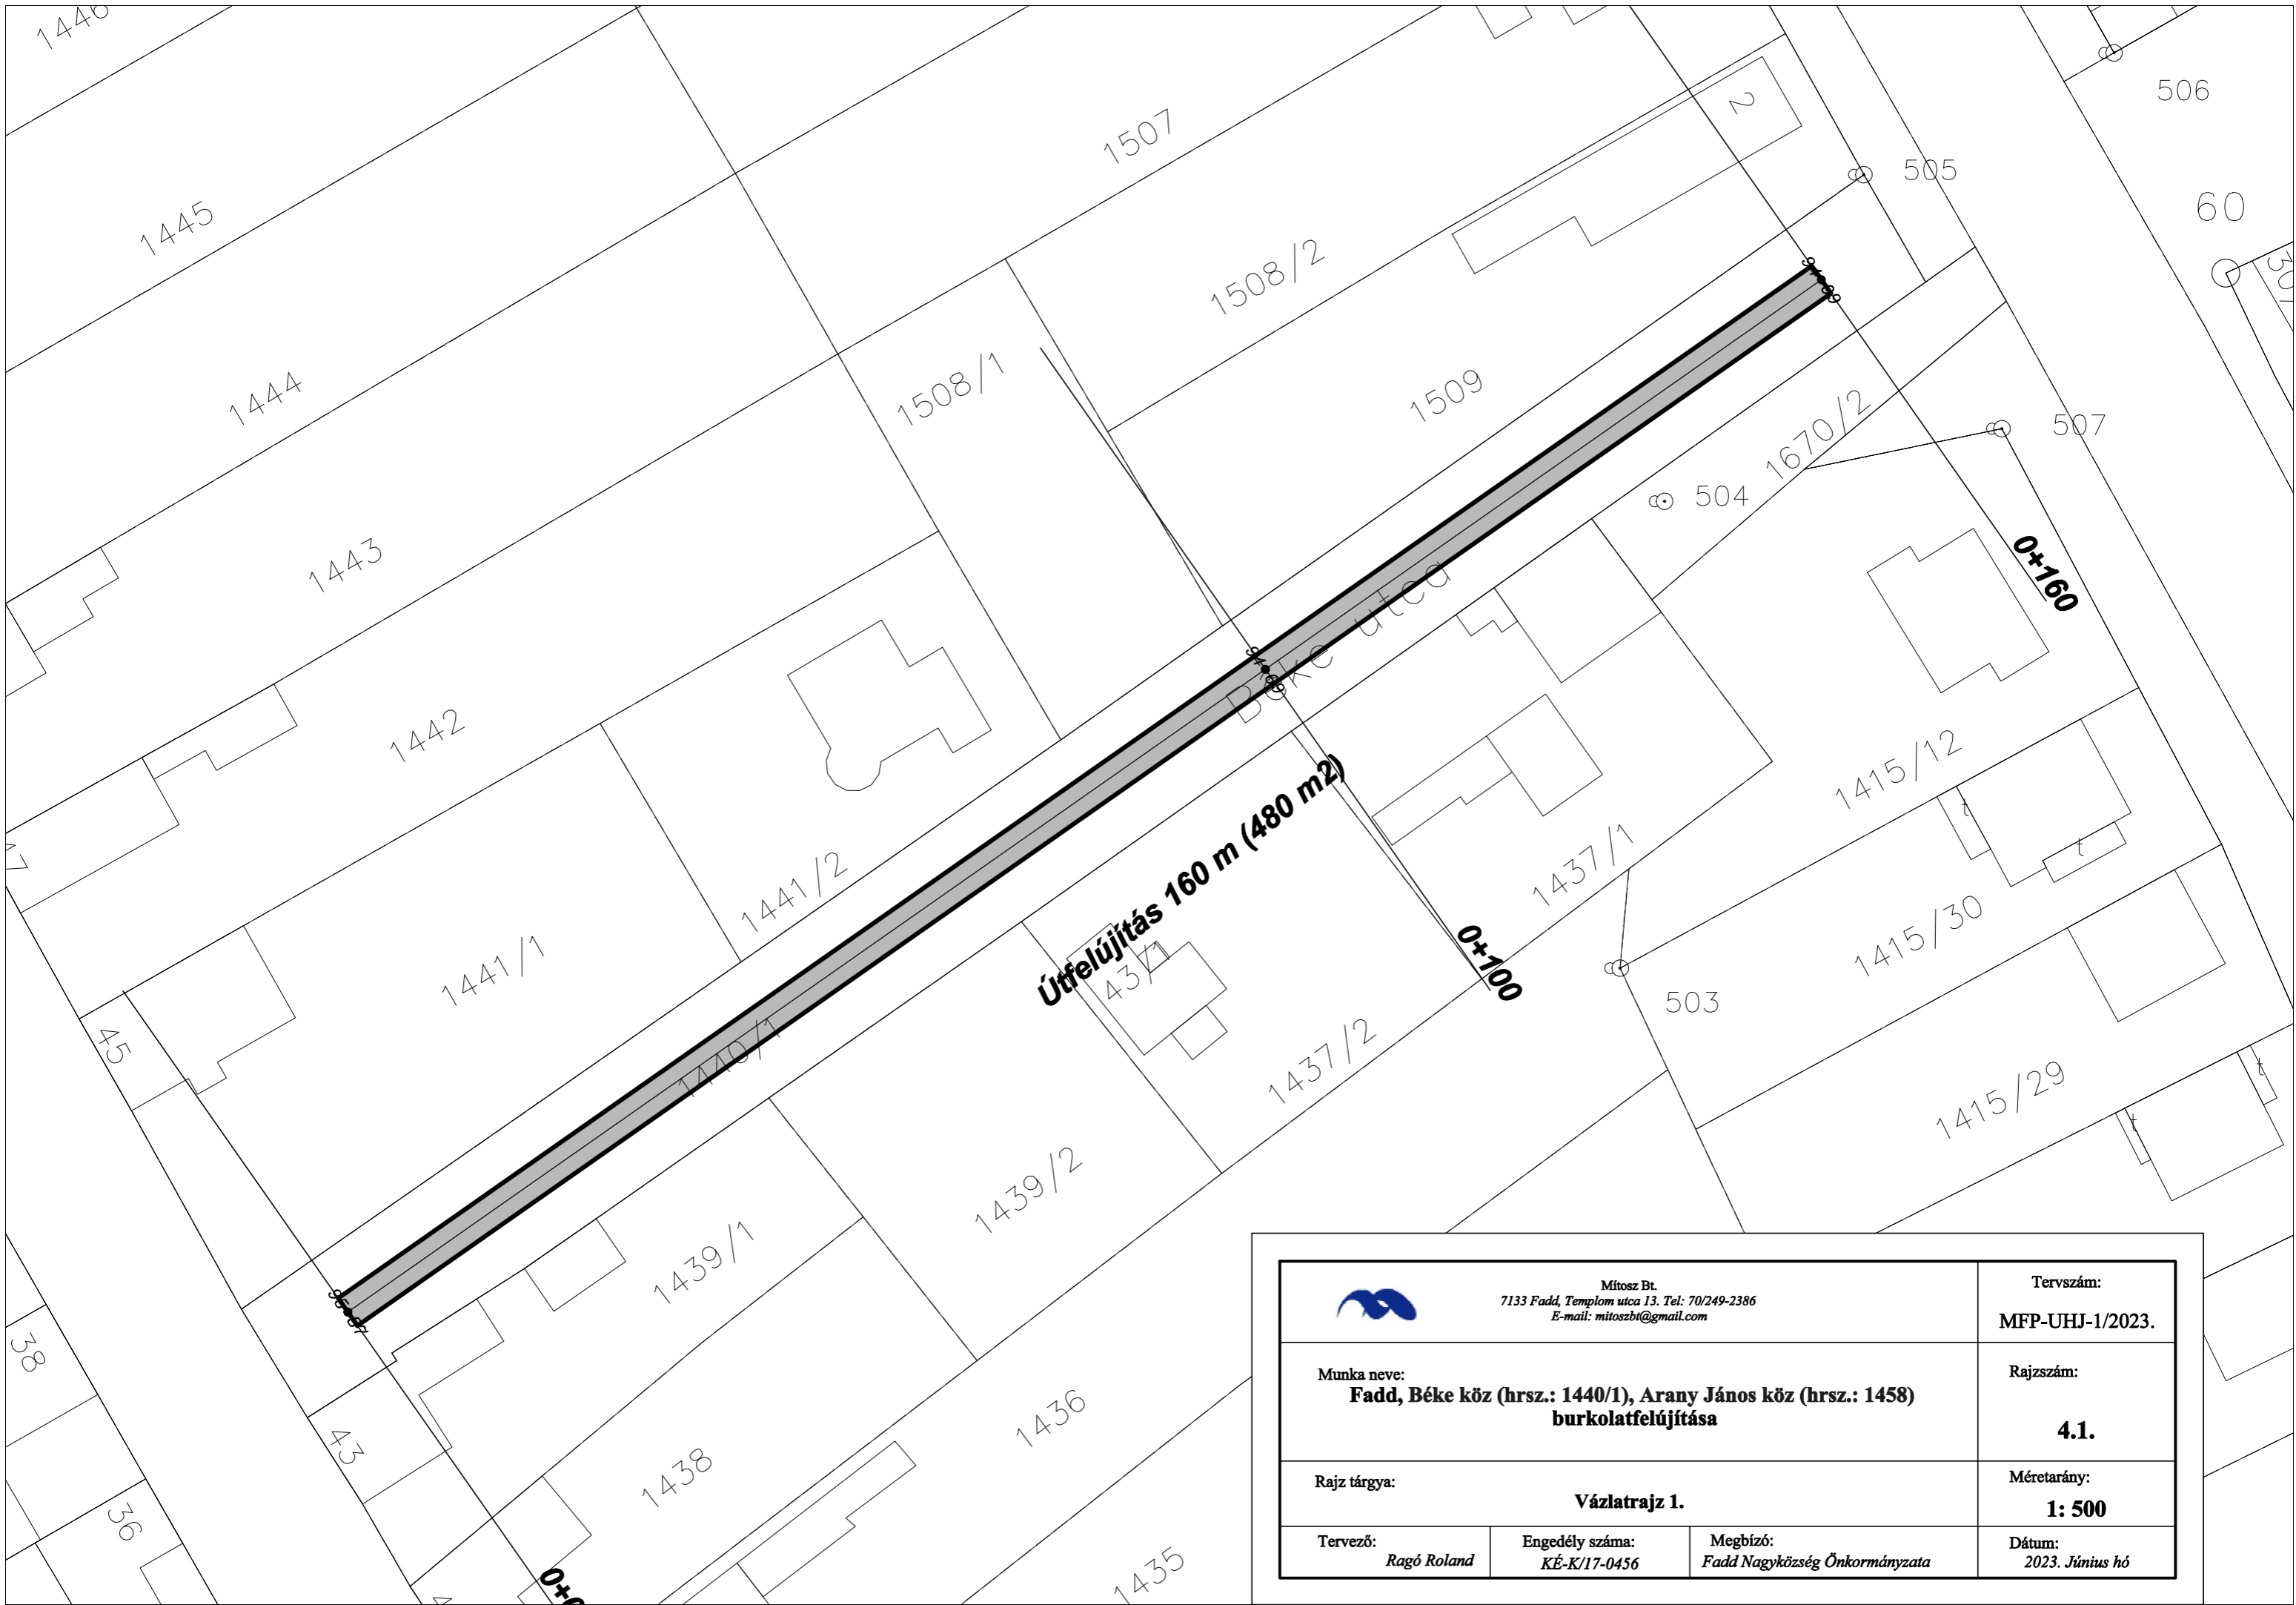 1446
506
1507
2
505
1445
60
1508/2
1444
1508/1
1509
507
1670/2
504
1443
0+160
Béke utca
1442
1415/12
t
t
Útfelújítás 160 m (480 m2)
1441/2
1437/1
1415/30
0+100
1441/1
43/1
503
45
1440/1
1437/2
t
1415/29
t
1439/2
1439/1
38
43
1436
1438
36
1435
Mítosz Bt.
7133 Fadd, Templom utca 13. Tel: 70/249-2386
E-mail: mitoszbt@gmail.com
Tervszám:
MFP-UHJ-1/2023.
Munka neve:
Fadd, Béke köz (hrsz.: 1440/1), Arany János köz (hrsz.: 1458)
burkolatfelújítása
Rajzszám:
4.1.
Rajz tárgya:
Vázlatrajz 1.
Méretarány:
1: 500
Tervező:
Ragó Roland
Engedély száma:
KÉ-K/17-0456
Megbízó:
Fadd Nagyközség Önkormányzata
Dátum:
2023. Június hó